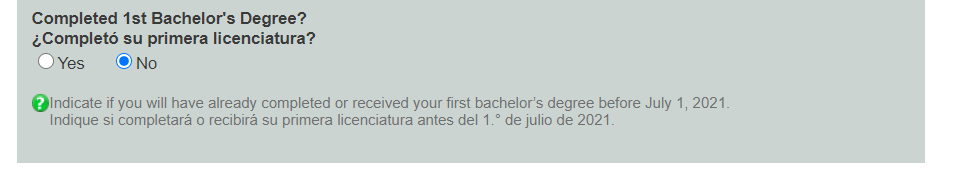 Completed 1st Bachelor's Degree?
¿Completó su primera licenciatura?
Yes No
Indicate if you will have already completed or received your first bachelor’s degree before July 1, 2021.
Indique si completará o recibirá su primera licenciatura antes del 1.° de julio de 2021.